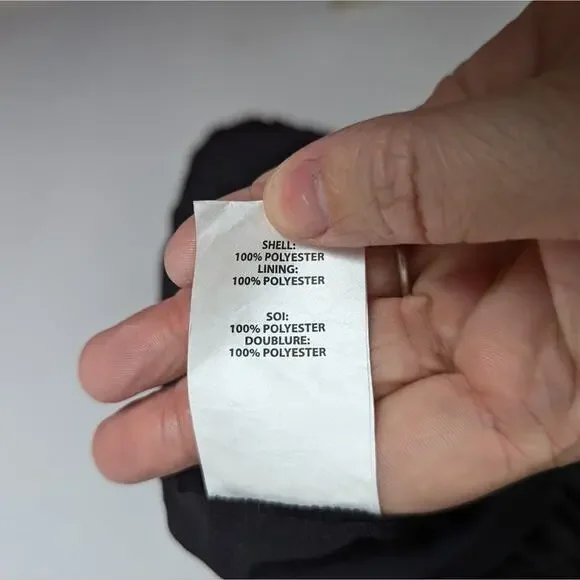 SHELL:
100% POLYESTER
LINING:
100% POLYESTER
SOI:
100% POLYESTER
DOUBLURE:
100% POLYESTER